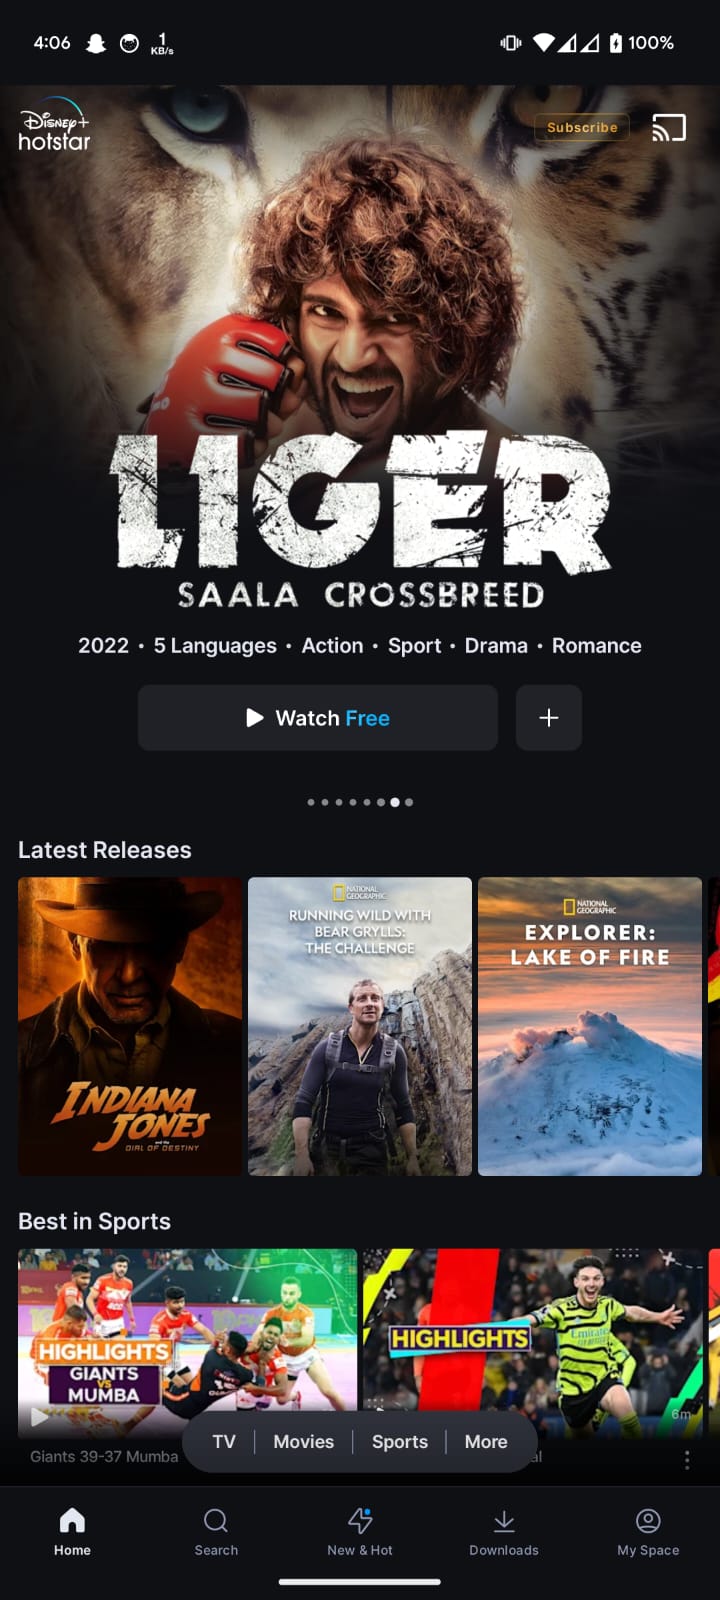 4:06
1
KB/s
100%
Disney+
hotstar
Subscribe
LIGER
SAALA CROSSBREED
2022 • 5 Languages • Action • Sport • Drama • Romance
Watch Free
Latest Releases
INDIANA
JONES
and the
DIAL OF DESTINY
NATIONAL
GEOGRAPHIC
RUNNING WILD WITH
BEAR GRYLLS:
THE CHALLENGE
NATIONAL
GEOGRAPHIC
EXPLORER:
LAKE OF FIRE
Best in Sports
HIGHLIGHTS
GIANTS
VS
MUMBA
HIGHLIGHTS
6m
Giants 39-37 Mumba
al
TV
Movies
Sports
More
Home
Search
New & Hot
Downloads
My Space